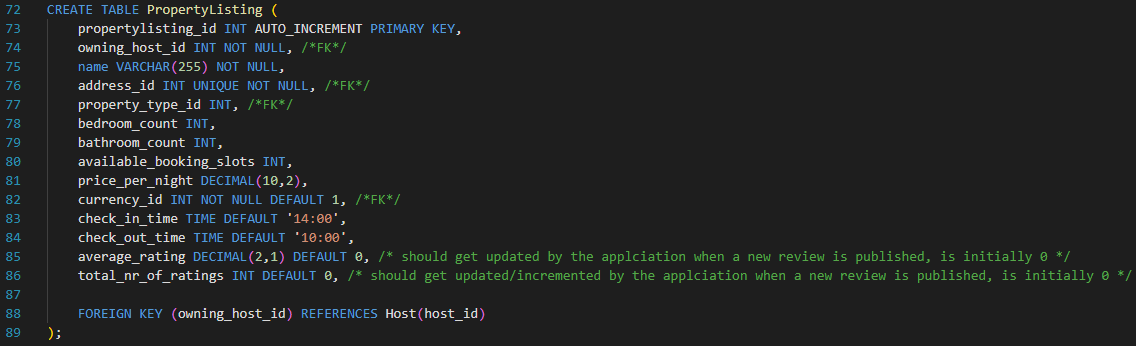 72 CREATE TABLE PropertyListing (
73 propertylisting_id INT AUTO_INCREMENT PRIMARY KEY,
74 owning_host_id INT NOT NULL, /*FK*/
75 name VARCHAR(255) NOT NULL,
76 address_id INT UNIQUE NOT NULL, /*FK*/
77 property_type_id INT, /*FK*/
78 bedroom_count INT,
79 bathroom_count INT,
80 available_booking_slots INT,
81 price_per_night DECIMAL(10,2),
82 currency_id INT NOT NULL DEFAULT 1, /*FK*/
83 check_in_time TIME DEFAULT '14:00',
84 check_out_time TIME DEFAULT '10:00',
85 average_rating DECIMAL(2,1) DEFAULT 0, /* should get updated by the applciation when a new review is published, is initially 0 */
86 total_nr_of_ratings INT DEFAULT 0, /* should get updated/incremented by the applciation when a new review is published, is initially 0 */
87
88 FOREIGN KEY (owning_host_id) REFERENCES Host(host_id)
89 );